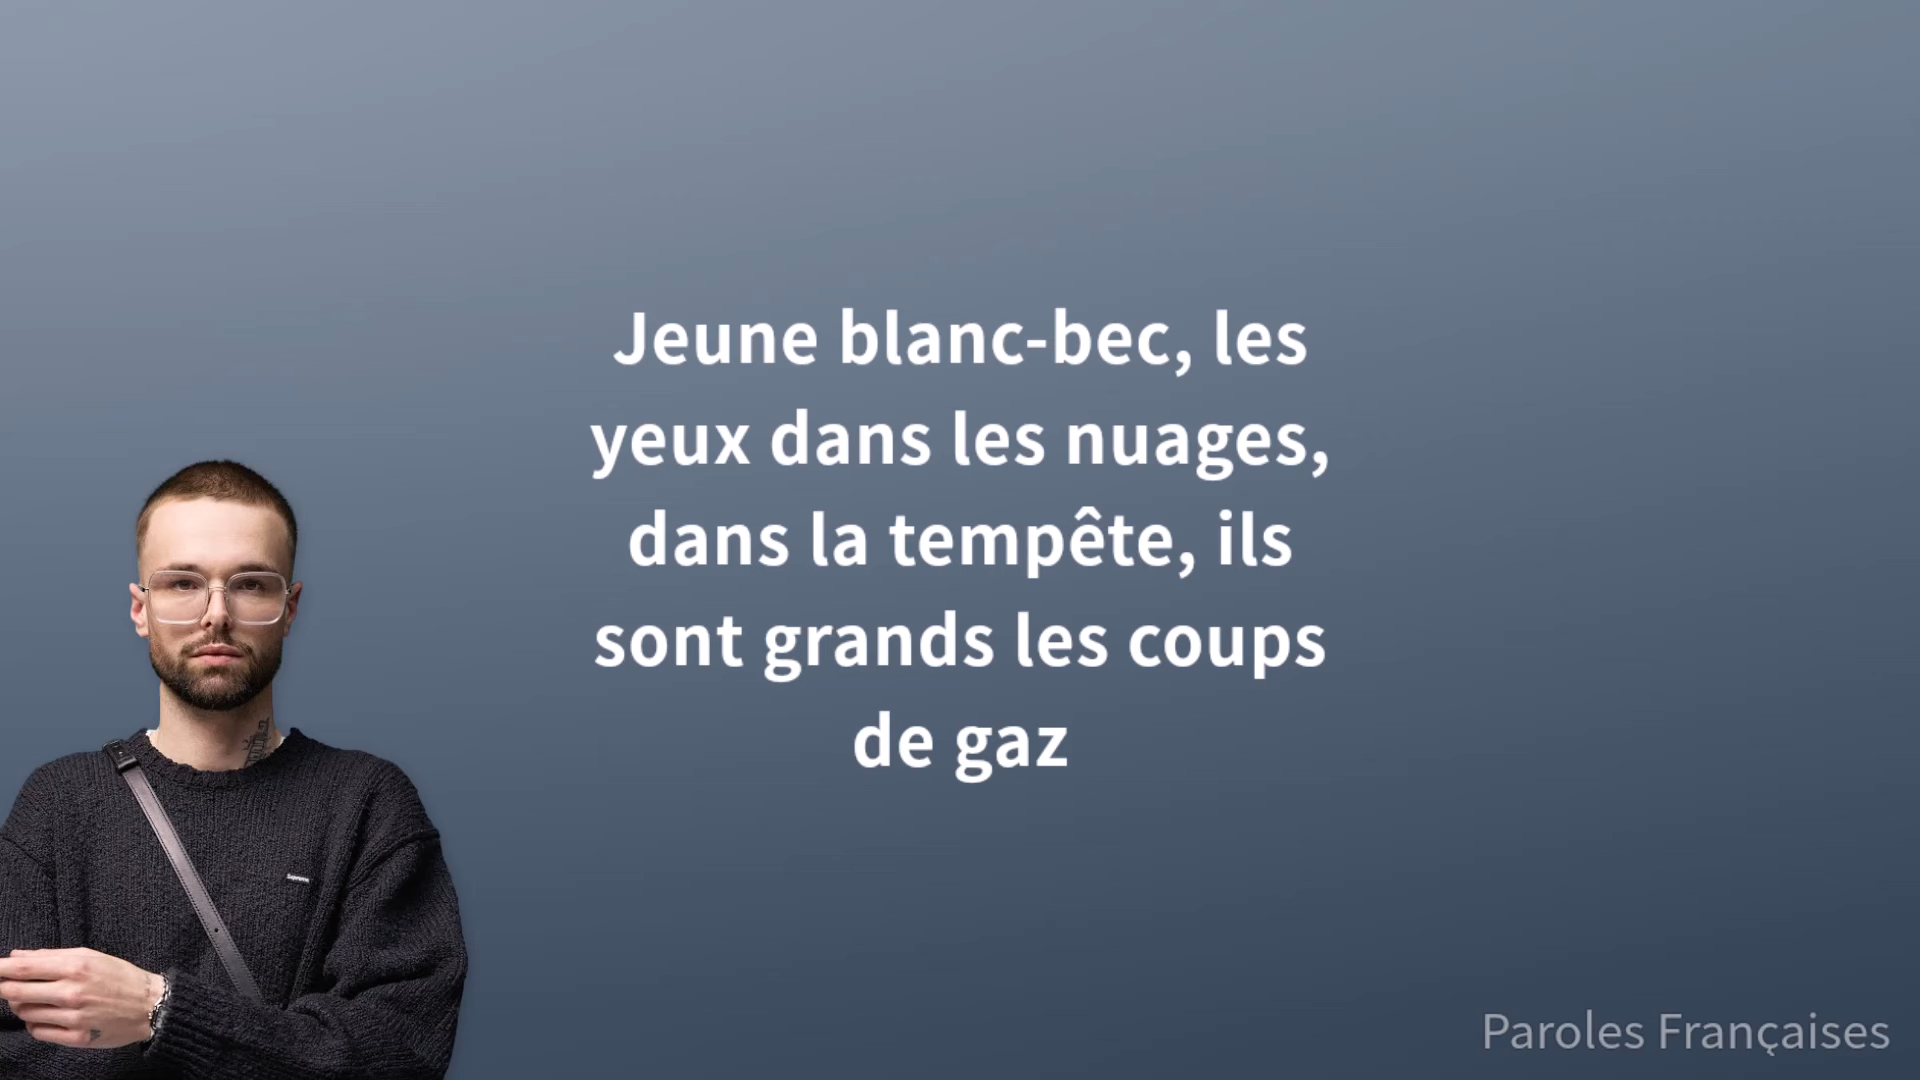 Jeune blanc-bec, les
yeux dans les nuages,
dans la tempête, ils
sont grands les coups
de gaz
Supreme
Paroles Françaises